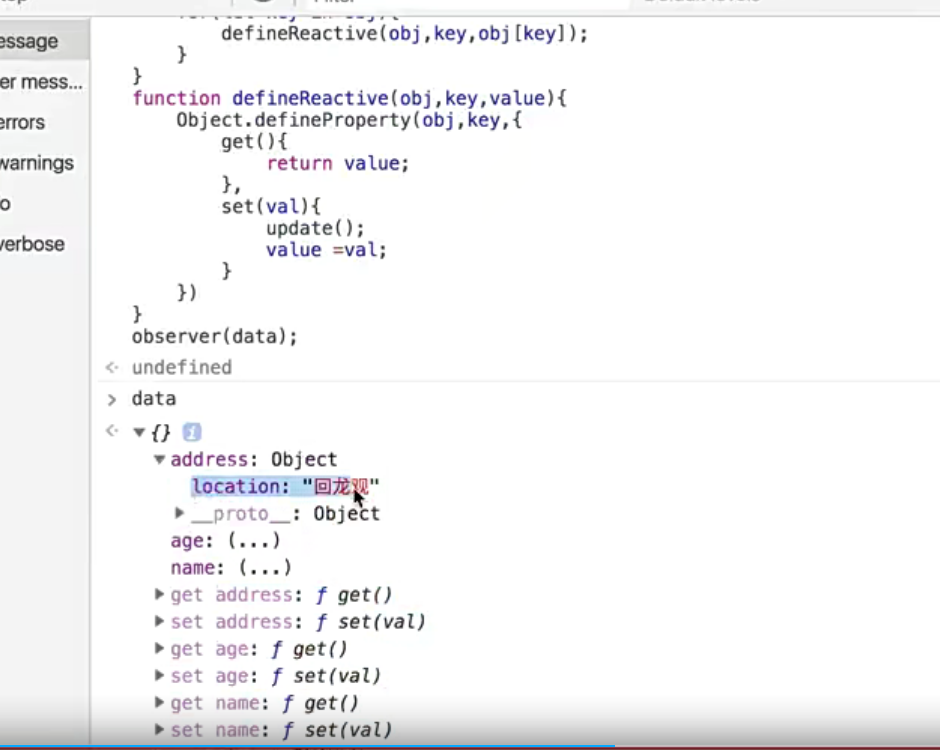 essage
er mess...
errors
warnings
o
verbose
defineReactive(obj,key,obj[key]);
}
}
function defineReactive(obj,key,value){
Object.defineProperty(obj,key,{
get(){
return value;
},
set(val){
update();
value =val;
}
})
}
observer(data);
undefined
data
{} i
address: Object
location: "回龙观"
__proto__: Object
age: (...)
name: (...)
get address: ƒ get()
set address: ƒ set(val)
get age: ƒ get()
set age: ƒ set(val)
get name: ƒ get()
set name: ƒ set(val)